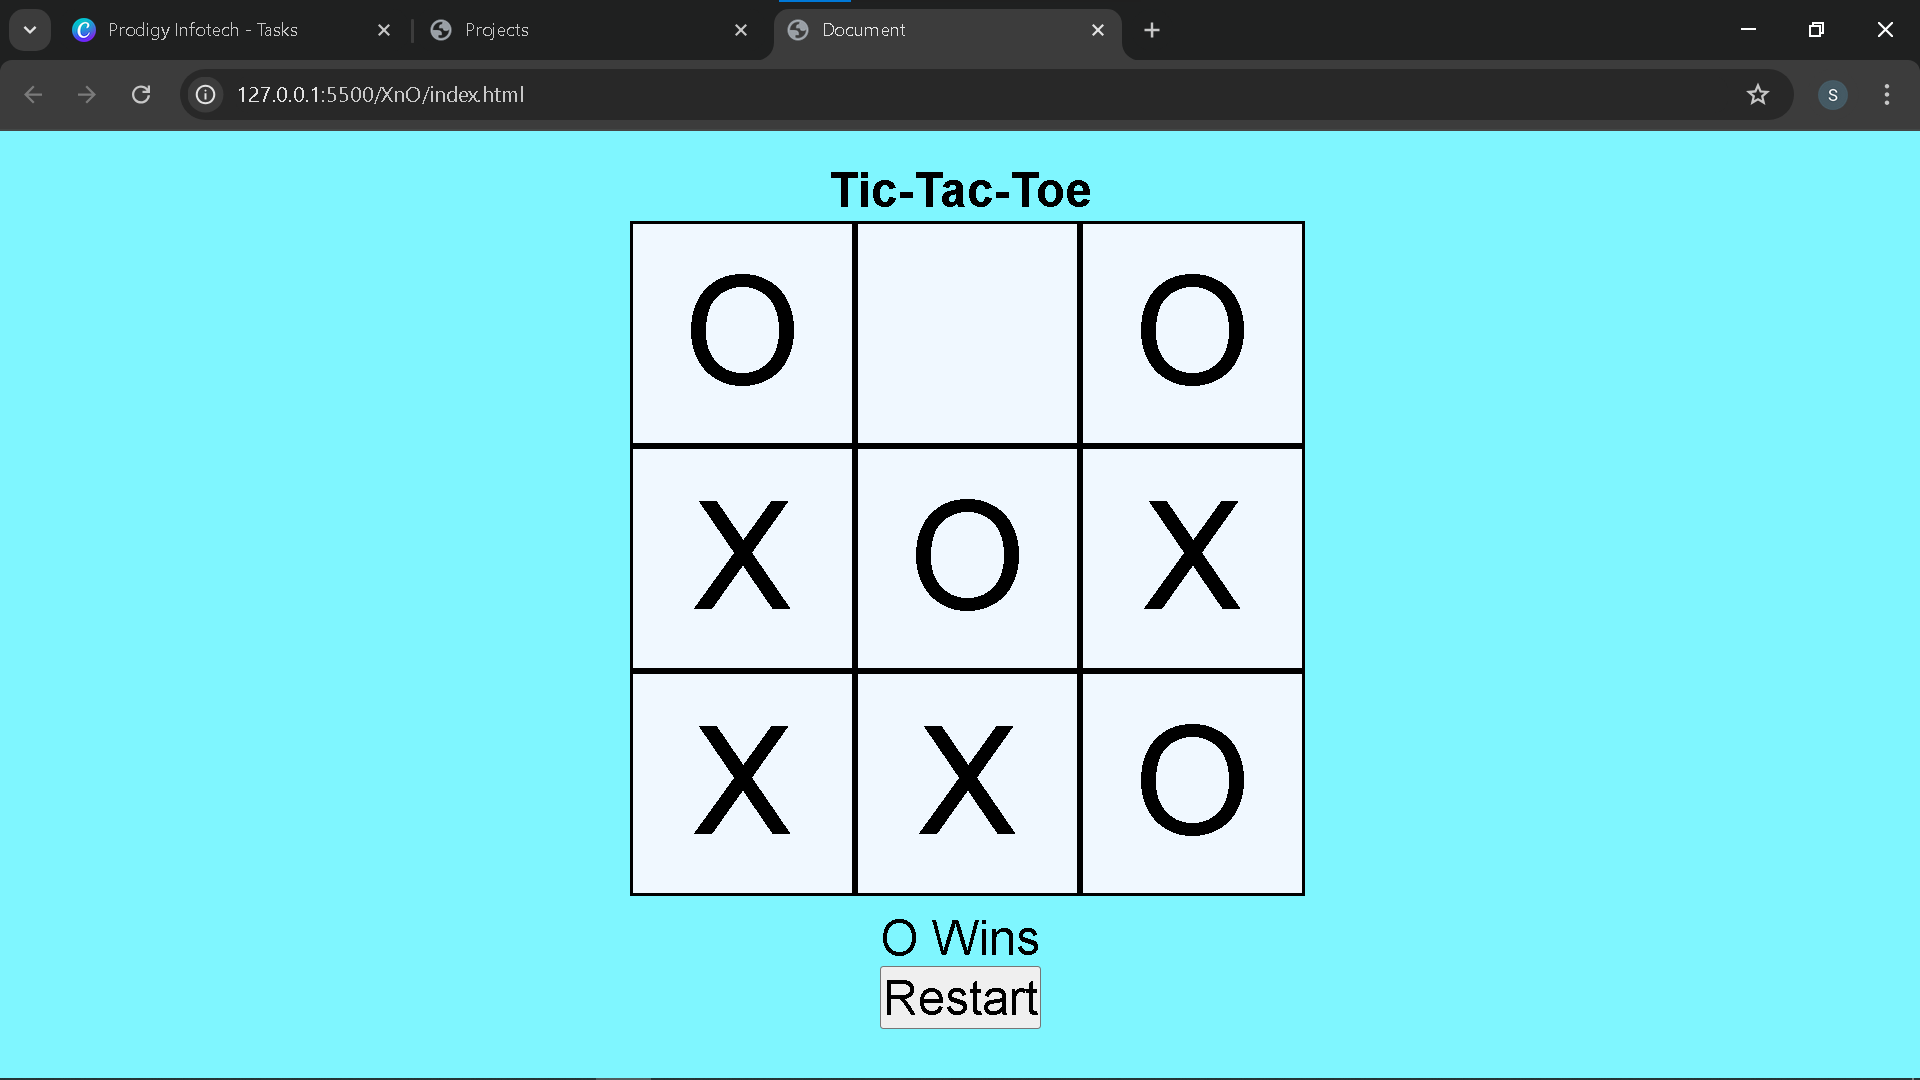 Prodigy Infotech - Tasks
Projects
Document
127.0.0.1:5500/XnO/index.html
S
Tic-Tac-Toe
O O
X O X
X X O
O Wins
Restart